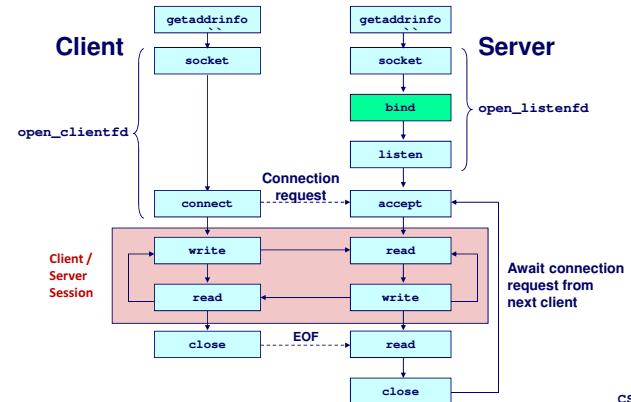 getaddrinfo
``
getaddrinfo
``
Client
Server
socket
socket
bind
open_clientfd
open_listenfd
listen
Connection
request
connect
accept
Client /
Server
Session
write
read
Await connection
request from
next client
read
write
close
EOF
read
close
CS